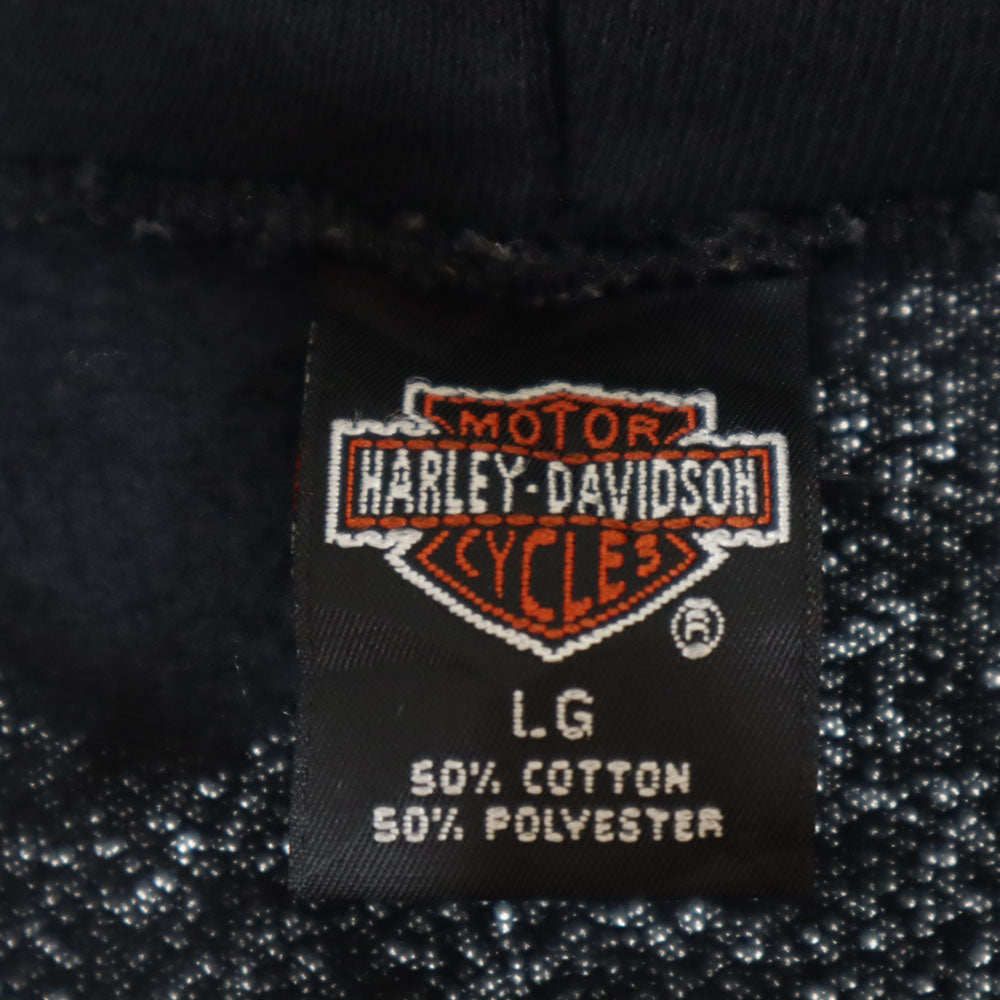 MOTOR
HARLEY-DAVIDSON
CYCLES
®
LG
50% COTTON
50% POLYESTER